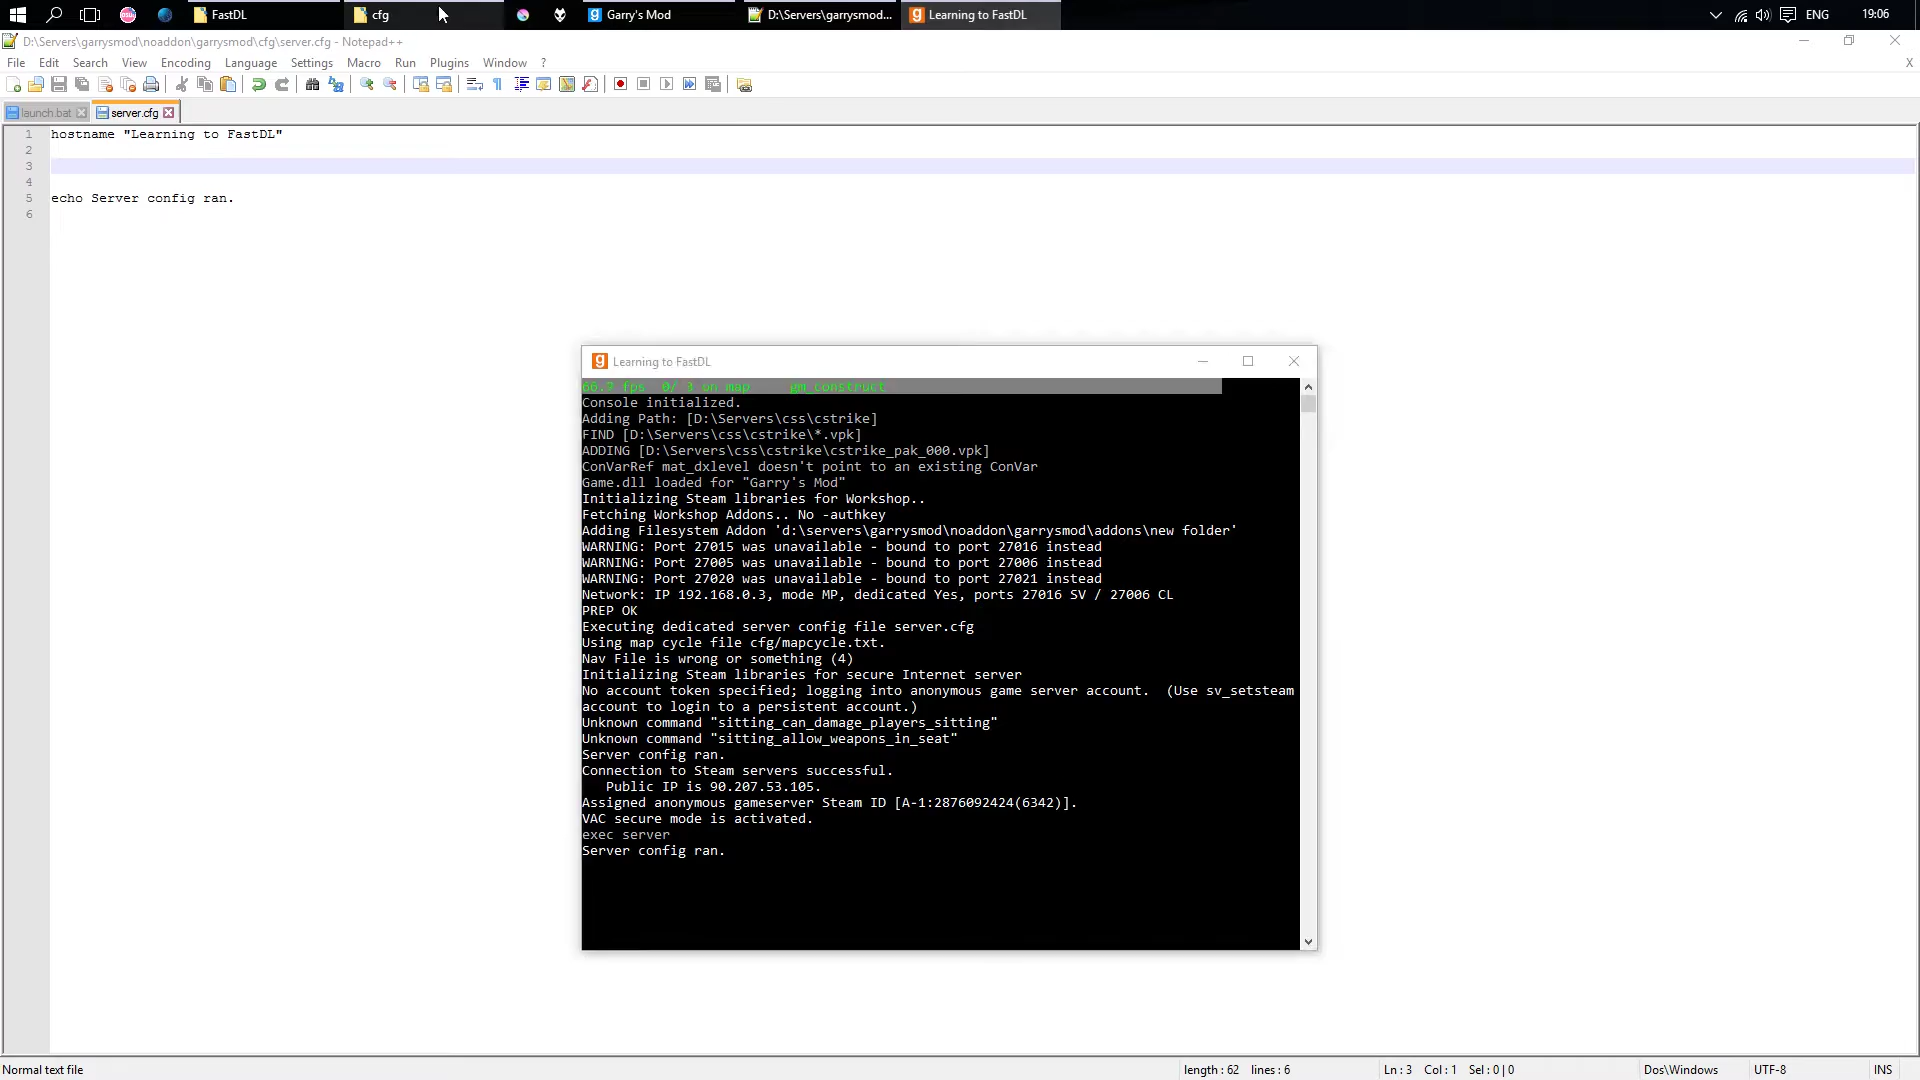 FastDL
cfg
Garry's Mod
D:\Servers\garrysmod...
Learning to FastDL
ENG
19:06
D:\Servers\garrysmod\noaddon\garrysmod\cfg\server.cfg - Notepad++
File Edit Search View Encoding Language Settings Macro Run Plugins Window ? X
launch.bat
server.cfg
1 hostname "Learning to FastDL"
2
3
4
5 echo Server config ran.
6
Learning to FastDL
66.7 fps 0/ 3 on map gm_construct
Console initialized.
Adding Path: [D:\Servers\css\cstrike]
FIND [D:\Servers\css\cstrike\*.vpk]
ADDING [D:\Servers\css\cstrike\cstrike_pak_000.vpk]
ConVarRef mat_dxlevel doesn't point to an existing ConVar
Game.dll loaded for "Garry's Mod"
Initializing Steam libraries for Workshop..
Fetching Workshop Addons.. No -authkey
Adding Filesystem Addon 'd:\servers\garrysmod\noaddon\garrysmod\addons\new folder'
WARNING: Port 27015 was unavailable - bound to port 27016 instead
WARNING: Port 27005 was unavailable - bound to port 27006 instead
WARNING: Port 27020 was unavailable - bound to port 27021 instead
Network: IP 192.168.0.3, mode MP, dedicated Yes, ports 27016 SV / 27006 CL
PREP OK
Executing dedicated server config file server.cfg
Using map cycle file cfg/mapcycle.txt.
Nav File is wrong or something (4)
Initializing Steam libraries for secure Internet server
No account token specified; logging into anonymous game server account.  (Use sv_setsteam
account to login to a persistent account.)
Unknown command "sitting_can_damage_players_sitting"
Unknown command "sitting_allow_weapons_in_seat"
Server config ran.
Connection to Steam servers successful.
   Public IP is 90.207.53.105.
Assigned anonymous gameserver Steam ID [A-1:2876092424(6342)].
VAC secure mode is activated.
exec server
Server config ran.
Normal text file
length : 62 lines : 6
Ln : 3 Col : 1 Sel : 0 | 0
Dos\Windows
UTF-8
INS